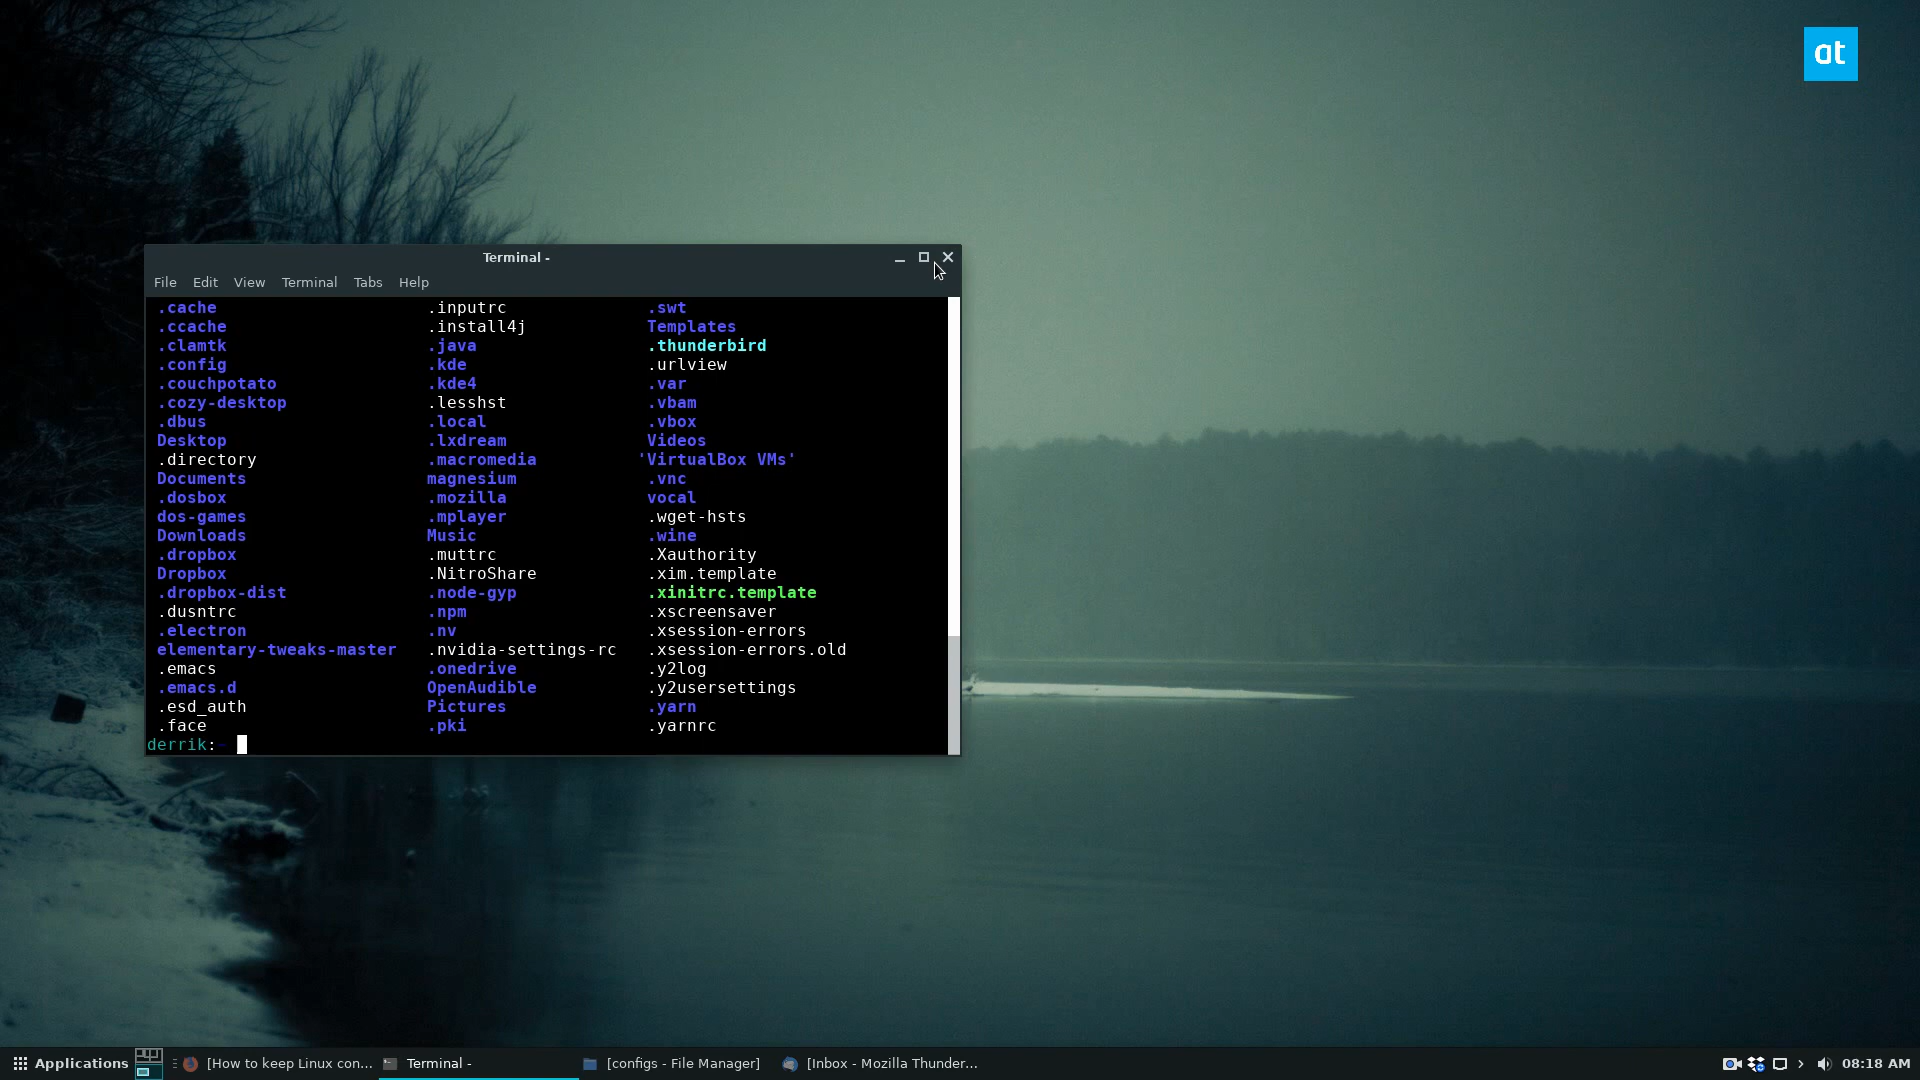 at
Terminal -
File Edit View Terminal Tabs Help
.cache .inputrc .swt
.ccache .install4j Templates
.clamtk .java .thunderbird
.config .kde .urlview
.couchpotato .kde4 .var
.cozy-desktop .lesshst .vbam
.dbus .local .vbox
Desktop .lxdream Videos
.directory .macromedia 'VirtualBox VMs'
Documents magnesium .vnc
.dosbox .mozilla vocal
dos-games .mplayer .wget-hsts
Downloads Music .wine
.dropbox .muttrc .Xauthority
Dropbox .NitroShare .xim.template
.dropbox-dist .node-gyp .xinitrc.template
.dusntrc .npm .xscreensaver
.electron .nv .xsession-errors
elementary-tweaks-master .nvidia-settings-rc .xsession-errors.old
.emacs .onedrive .y2log
.emacs.d OpenAudible .y2usersettings
.esd_auth Pictures .yarn
.face .pki .yarnrc
derrik:~
Applications [How to keep Linux con... Terminal - [configs - File Manager] [Inbox - Mozilla Thunder... 08:18 AM